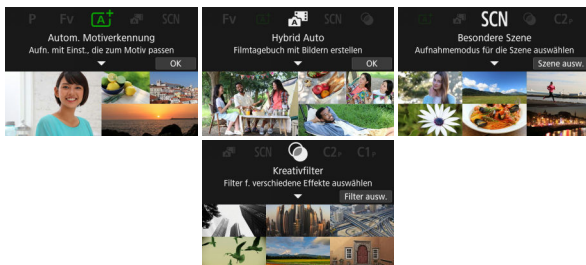 P Fv A+ SCN
Autom. Motiverkennung
Aufn. mit Einst., die zum Motiv passen
OK
Fv A+ SCN
Hybrid Auto
Filmtagebuch mit Bildern erstellen
OK
A+ SCN C2
Besondere Szene
Aufnahmemodus für die Szene auswählen
Szene ausw.
SCN C2 C1
Kreativfilter
Filter f. verschiedene Effekte auswählen
Filter ausw.